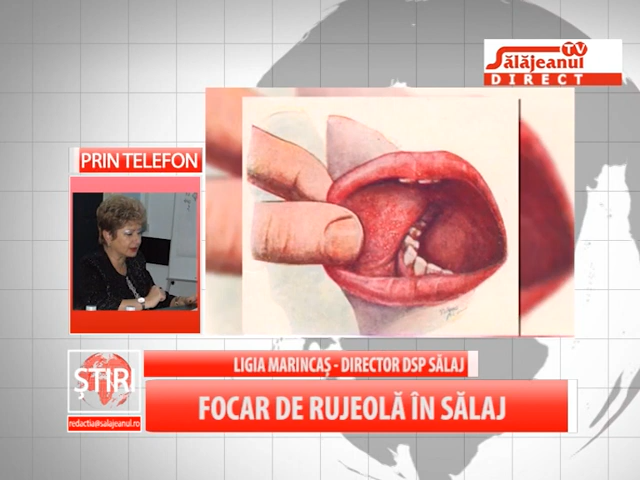 Sălăjeanul TV
DIRECT
PRIN TELEFON
LIGIA MARINCAȘ - DIRECTOR DSP SĂLAJ
ȘTIRI
FOCAR DE RUJEOLĂ ÎN SĂLAJ
redactia@salajeanul.ro